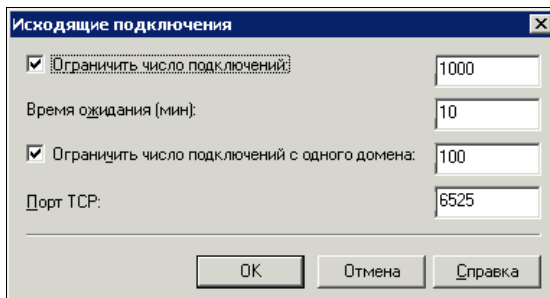 Исходящие подключения
Ограничить число подключений: 1000
Время ожидания (мин): 10
Ограничить число подключений с одного домена: 100
Порт TCP: 6525
OK Отмена Справка